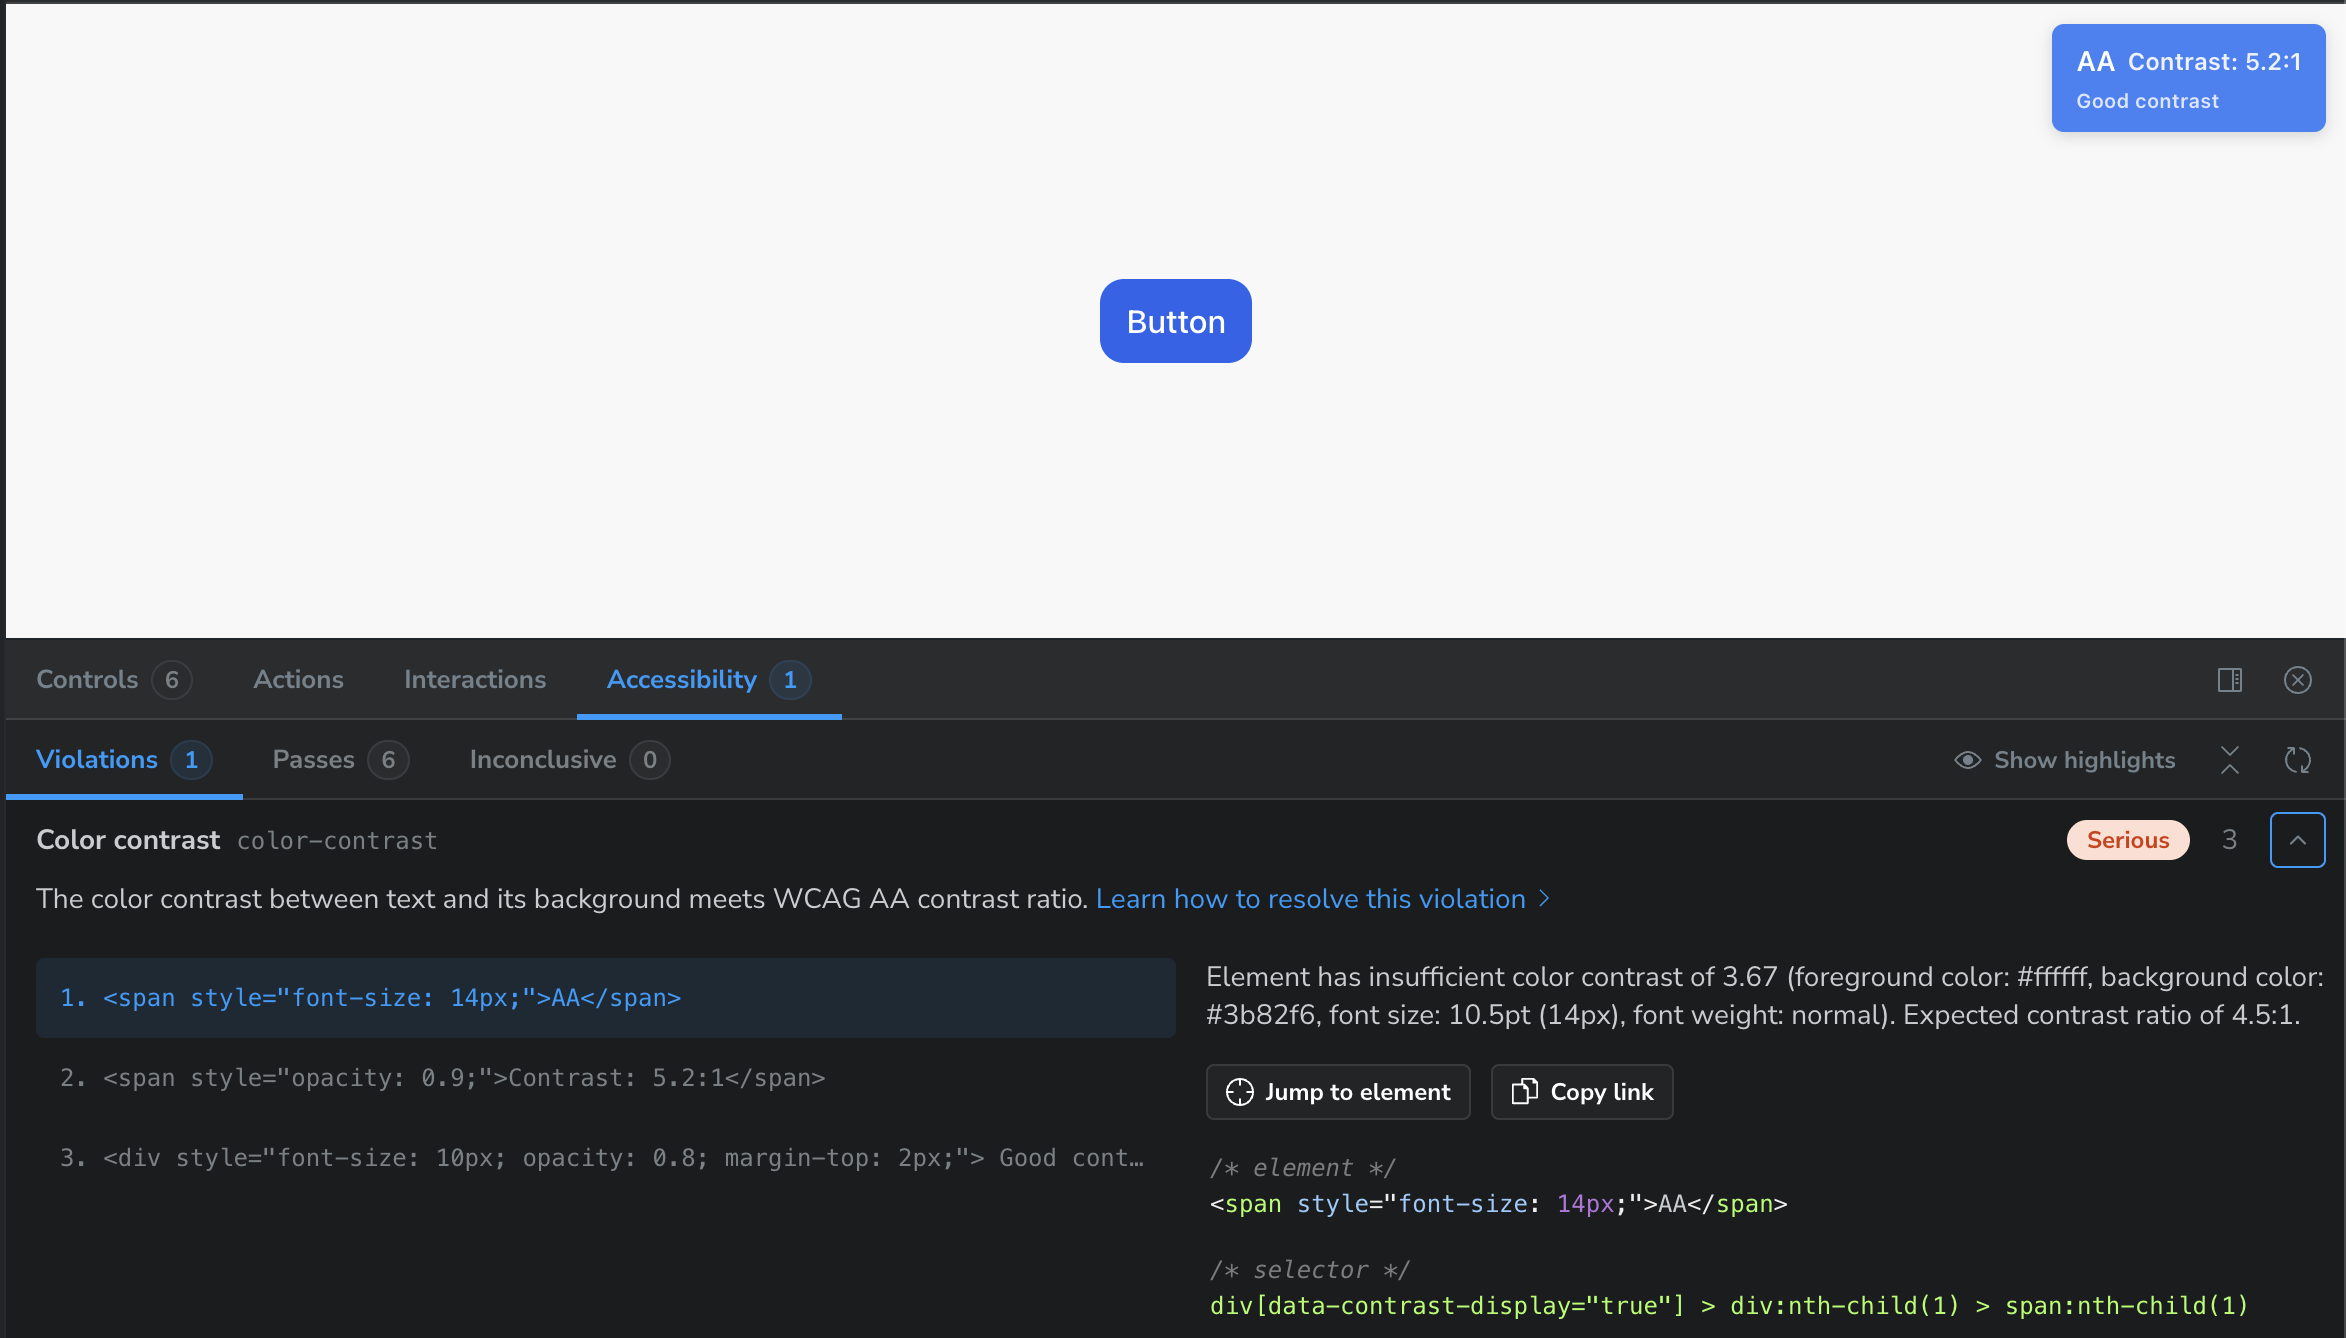 AA Contrast: 5.2:1
Good contrast
Button
Controls 6 Actions Interactions Accessibility 1
Violations 1 Passes 6 Inconclusive 0 Show highlights
Color contrast color-contrast Serious 3
The color contrast between text and its background meets WCAG AA contrast ratio. Learn how to resolve this violation
1. <span style="font-size: 14px;">AA</span>
2. <span style="opacity: 0.9;">Contrast: 5.2:1</span>
3. <div style="font-size: 10px; opacity: 0.8; margin-top: 2px;"> Good cont…
Element has insufficient color contrast of 3.67 (foreground color: #ffffff, background color:
#3b82f6, font size: 10.5pt (14px), font weight: normal). Expected contrast ratio of 4.5:1.
Jump to element Copy link
/* element */
<span style="font-size: 14px;">AA</span>
/* selector */
div[data-contrast-display="true"] > div:nth-child(1) > span:nth-child(1)